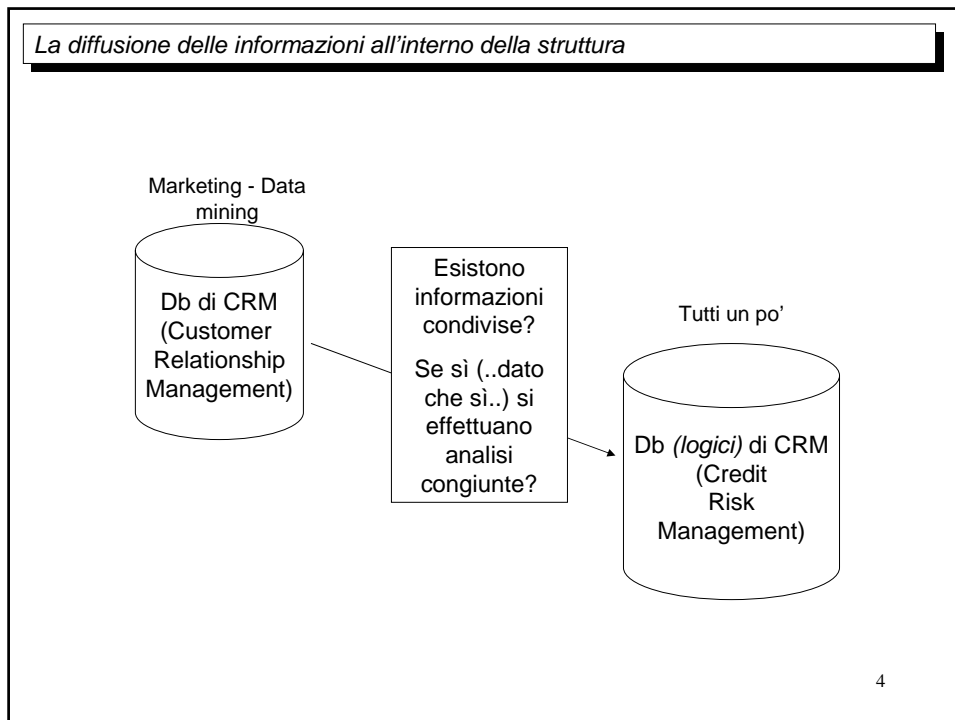 La diffusione delle informazioni all'interno della struttura
Marketing - Data
mining
Db di CRM
(Customer
Relationship
Management)
Esistono
informazioni
condivise?
Se sì (..dato
che sì..) si
effettuano
analisi
congiunte?
Tutti un po'
Db (logici) di CRM
(Credit
Risk
Management)
4